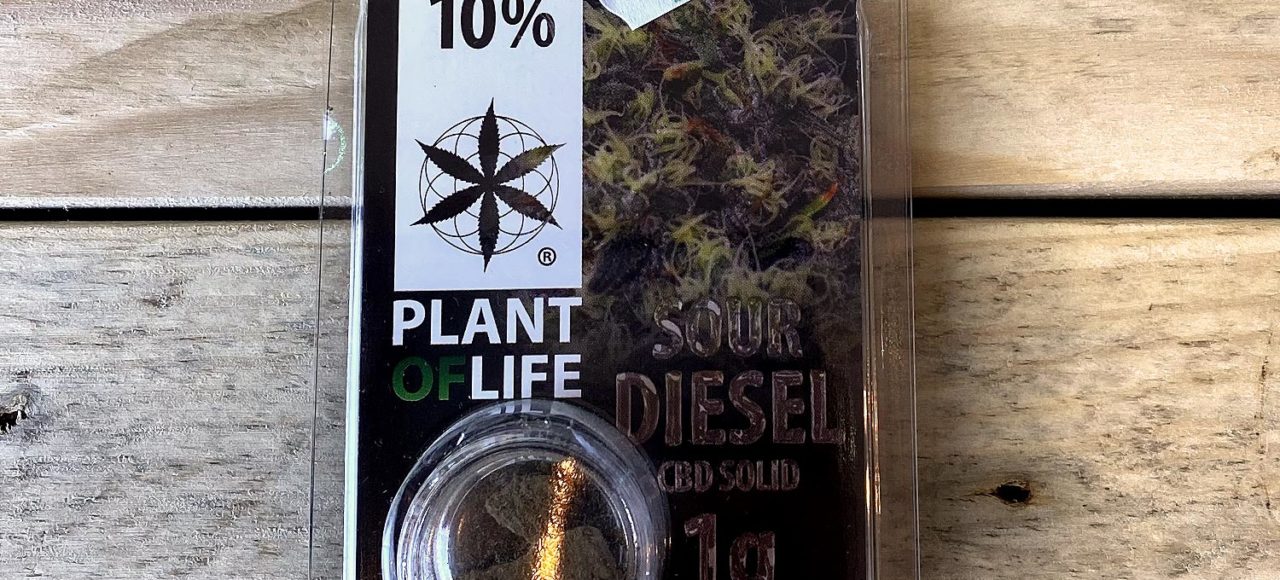 10%
®
PLANT
OFLIFE
SOUR
DIESEL
CBD SOLID
1g